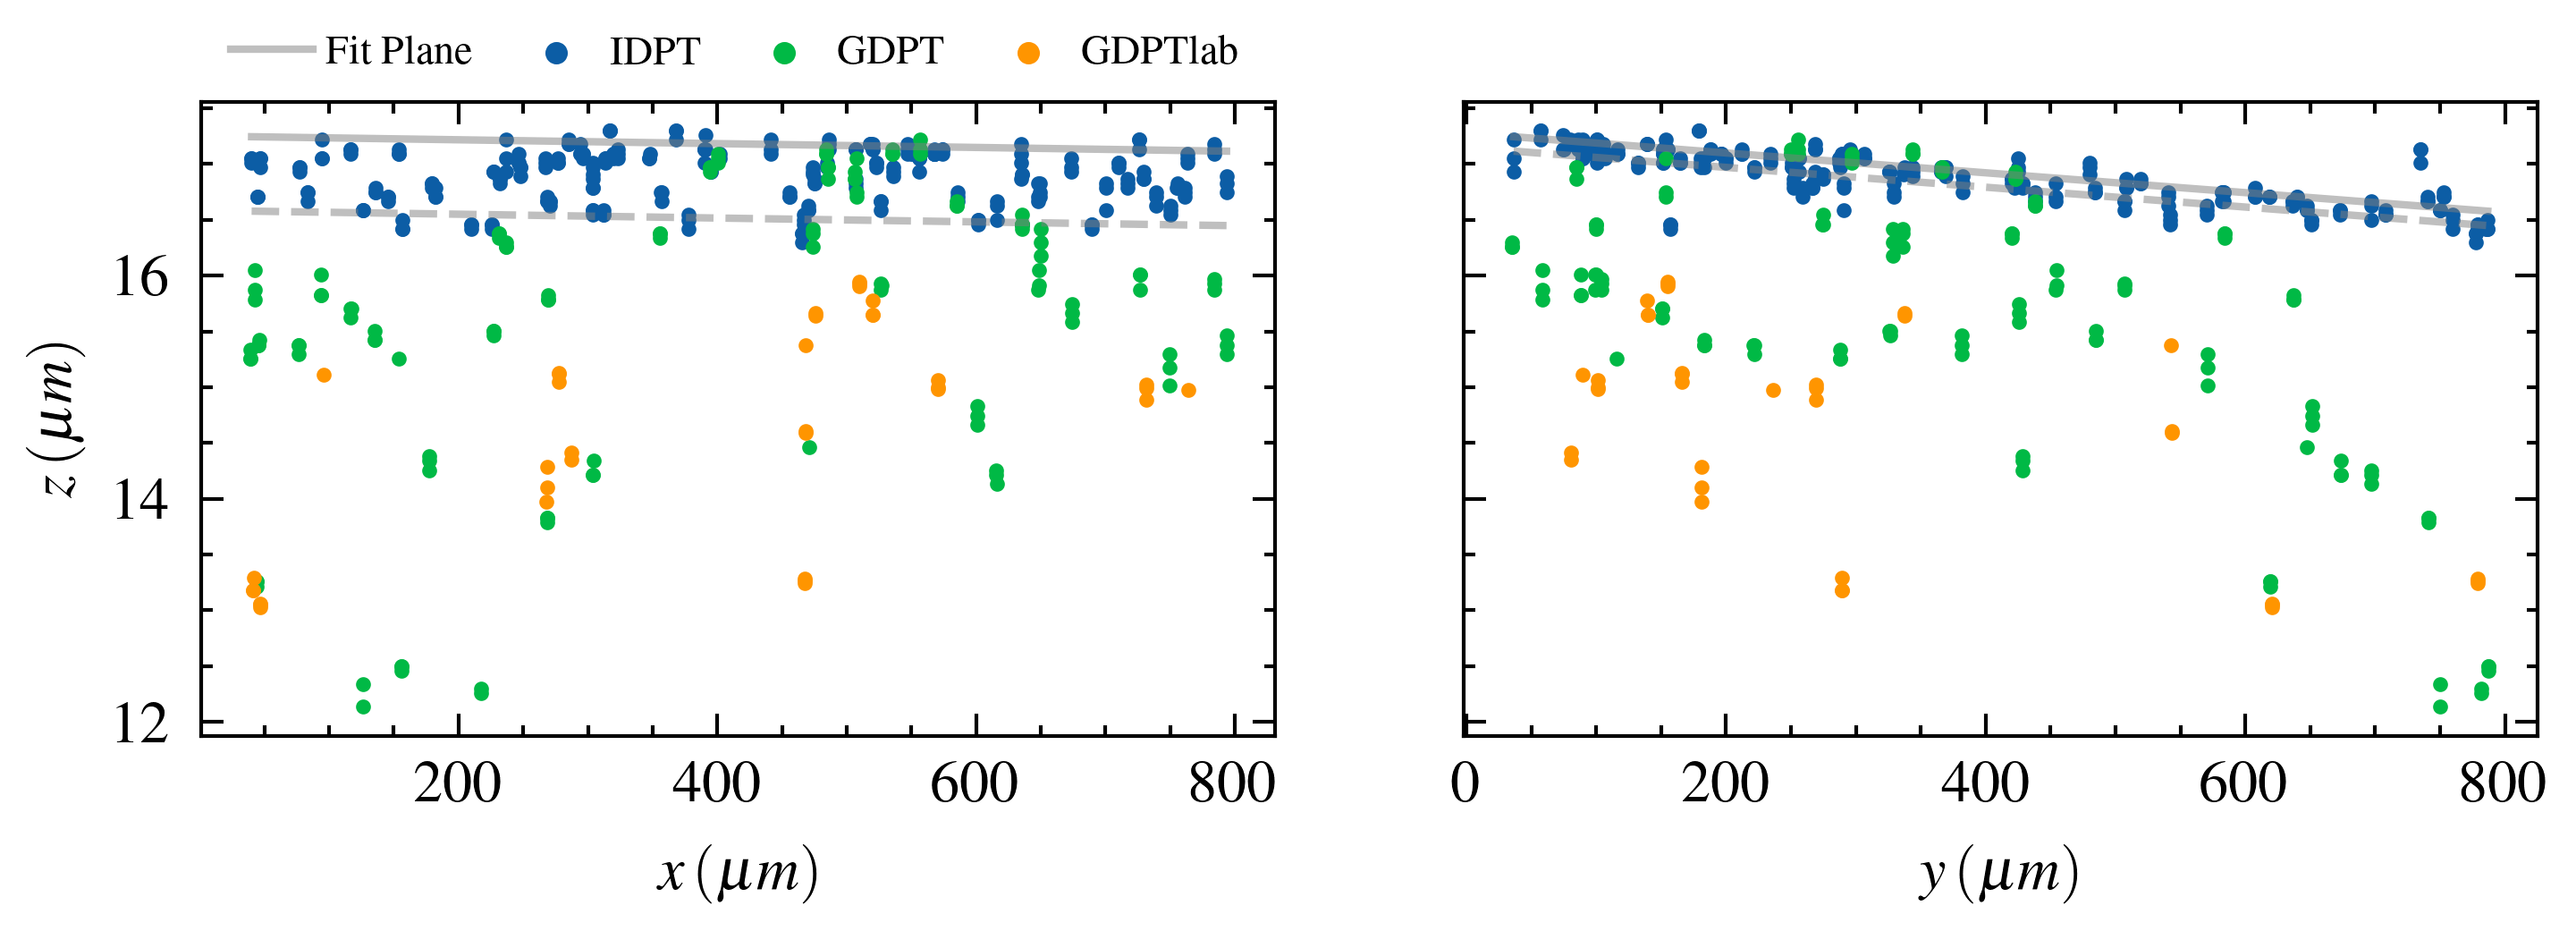 Fit Plane IDPT GDPT GDPTlab
z (μm)
16
14
12
200 400 600 800
x (μm)
0 200 400 600 800
y (μm)